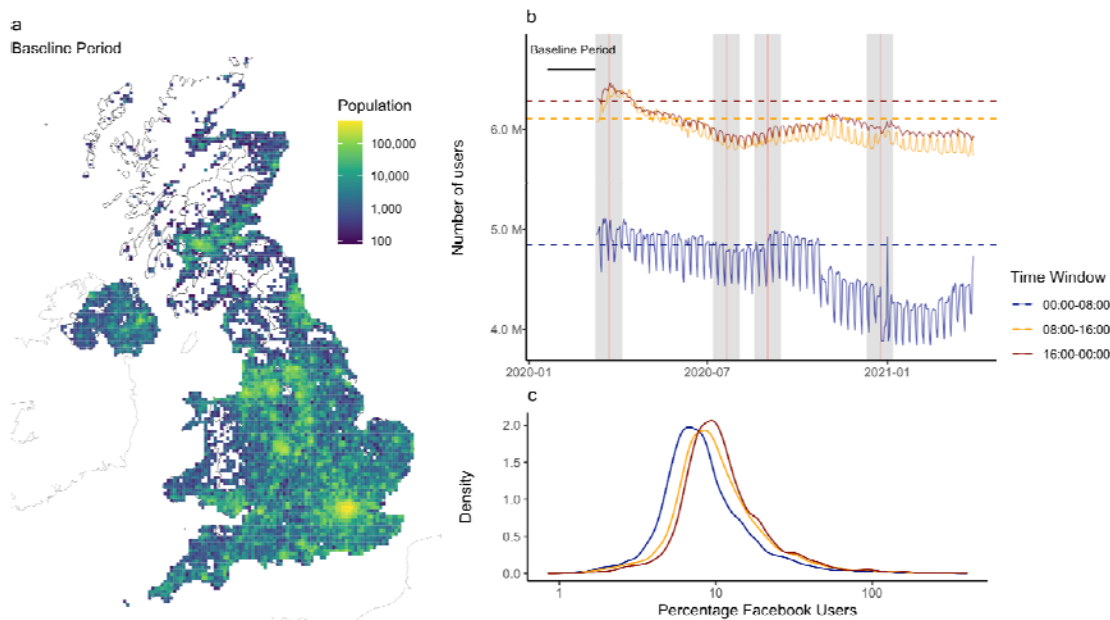 a
Baseline Period
Population
100,000
10,000
1,000
100
b
Baseline Period
Number of users
6.0 M
5.0 M
4.0 M
2020-01
2020-07
2021-01
Time Window
00:00-08:00
08:00-16:00
16:00-00:00
c
Density
2.0
1.5
1.0
0.5
0.0
1
10
100
Percentage Facebook Users